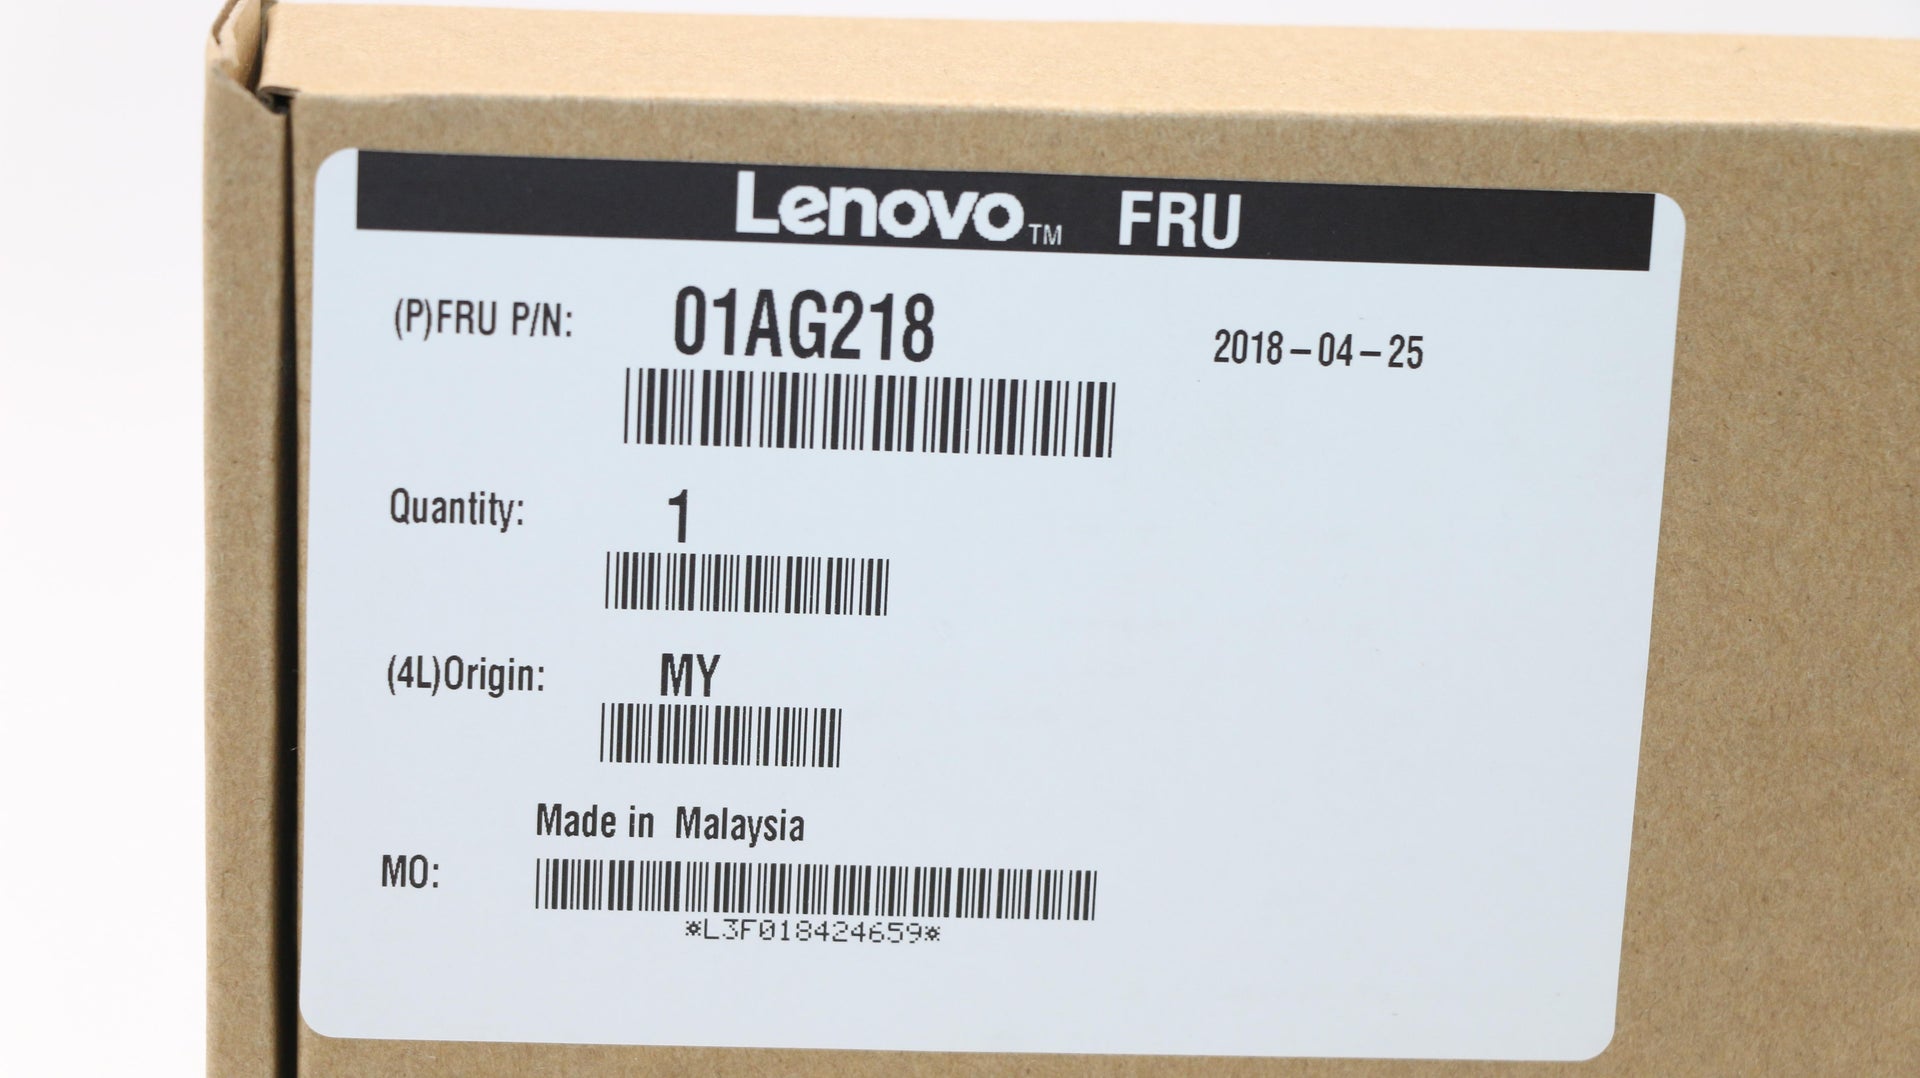 Lenovo™ FRU
(P)FRU P/N: 01AG218
2018-04-25
Quantity: 1
(4L)Origin: MY
Made in Malaysia
MO:
*L3F018424659*